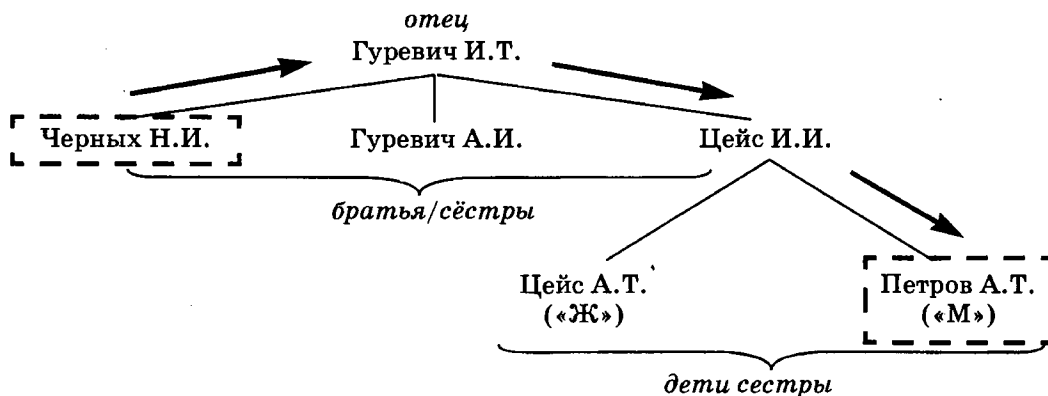 отец
Гуревич И.Т.
Черных Н.И. Гуревич А.И. Цейс И.И.
братья/сёстры
Цейс А.Т. Петров А.Т.
(«Ж») («М»)
дети сестры